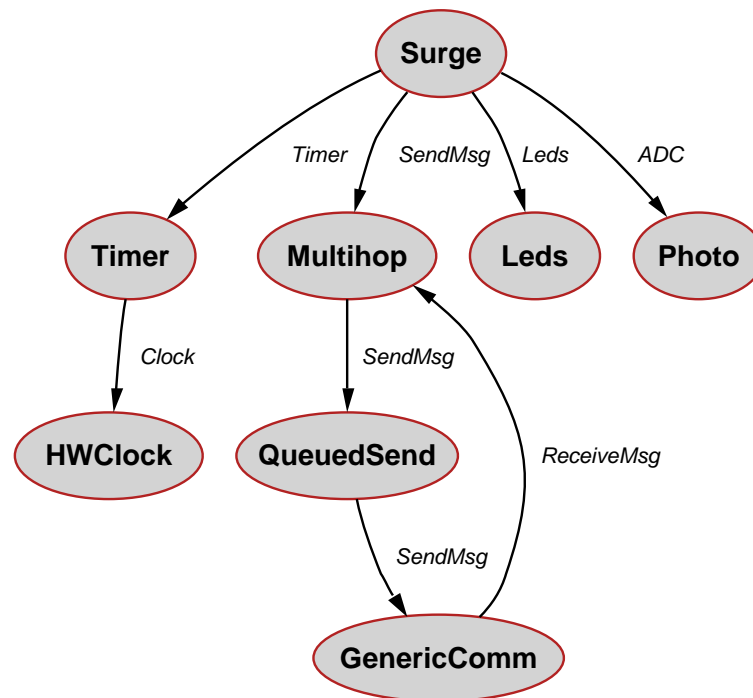 Surge
Timer
SendMsg
Leds
ADC
Timer
Multihop
Leds
Photo
Clock
SendMsg
HWClock
QueuedSend
ReceiveMsg
SendMsg
GenericComm